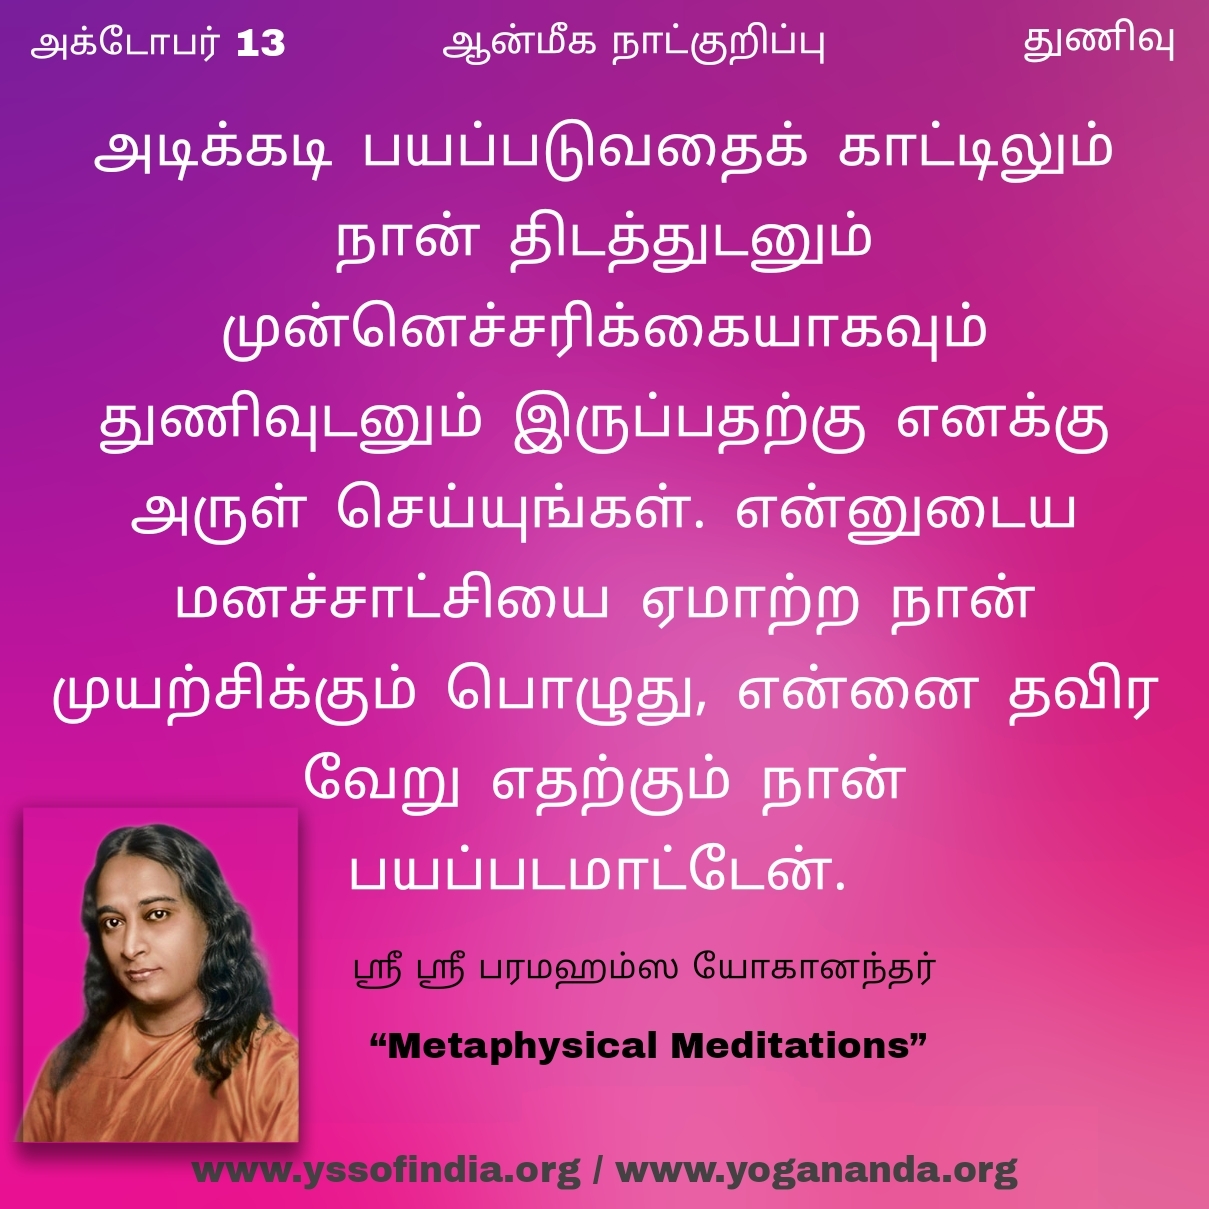 அக்டோபர் 13 ஆன்மீக நாட்குறிப்பு துணிவு
அடிக்கடி பயப்படுவதைக் காட்டிலும்
நான் திடத்துடனும்
முன்னெச்சரிக்கையாகவும்
துணிவுடனும் இருப்பதற்கு எனக்கு
அருள் செய்யுங்கள். என்னுடைய
மனச்சாட்சியை ஏமாற்ற நான்
முயற்சிக்கும் பொழுது, என்னை தவிர
வேறு எதற்கும் நான்
பயப்படமாட்டேன்.
ஸ்ரீ ஸ்ரீ பரமஹம்ஸ யோகானந்தர்
“Metaphysical Meditations”
www.yssofindia.org / www.yogananda.org